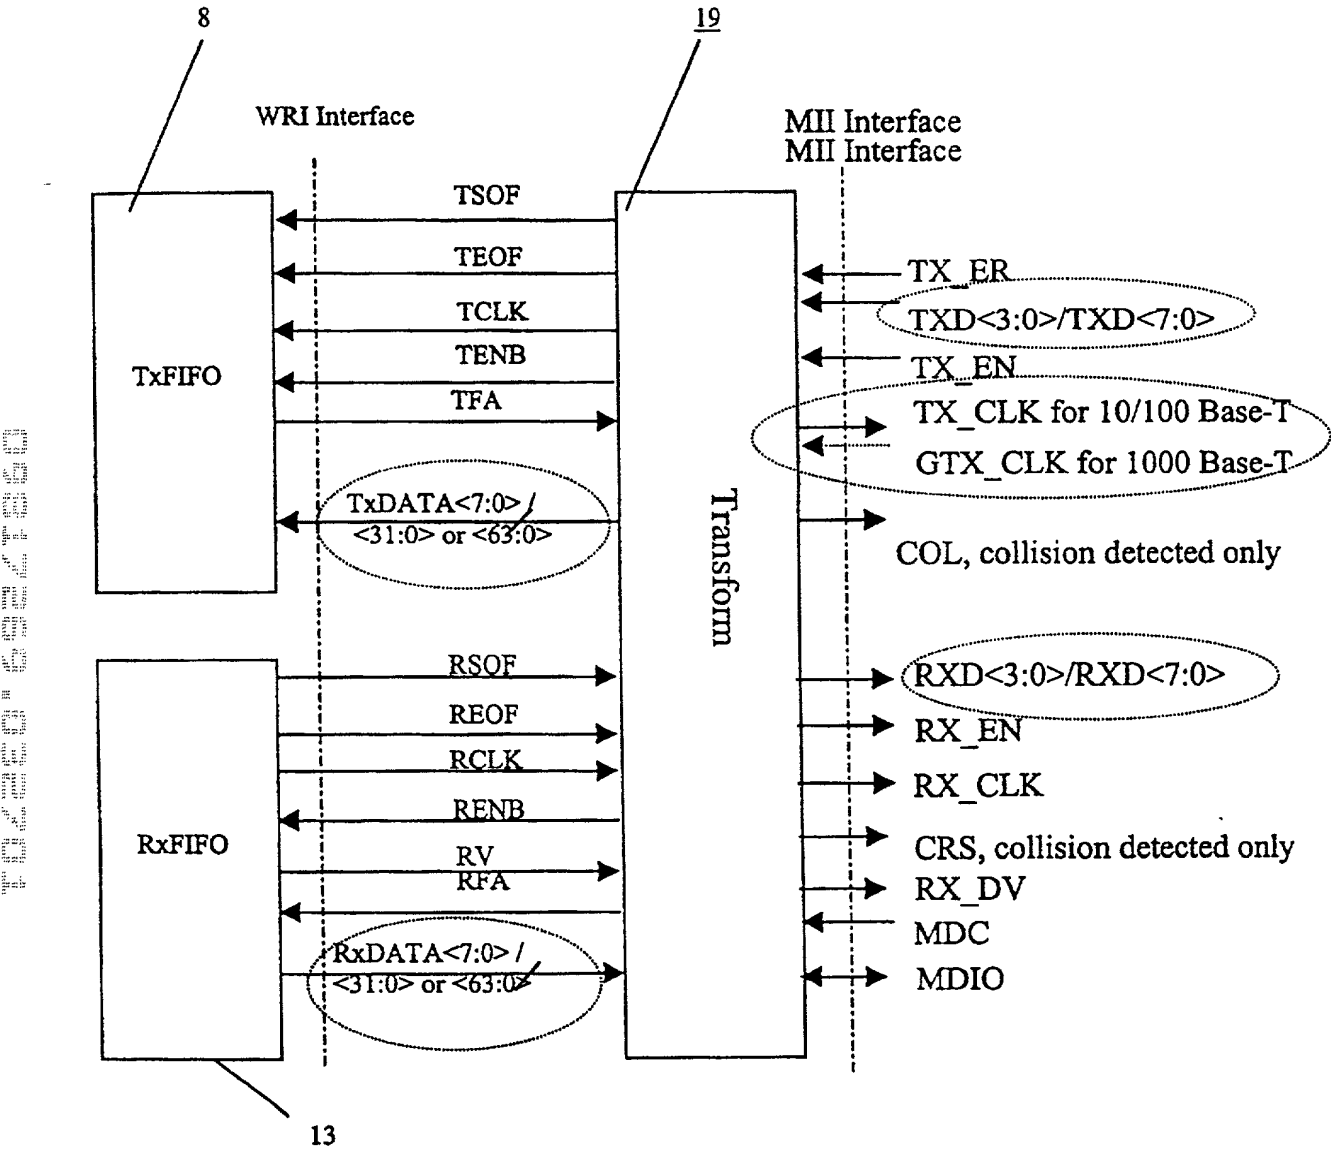 8
19
WRI Interface
MII Interface
MII Interface
TSOF
TEOF
TCLK
TENB
TFA
TxDATA<7:0> /
<31:0> or <63:0>
TxFIFO
Transform
TX_ER
TXD<3:0>/TXD<7:0>
TX_EN
TX_CLK for 10/100 Base-T
GTX_CLK for 1000 Base-T
COL, collision detected only
RSOF
REOF
RCLK
RENB
RV
RFA
RxDATA<7:0> /
<31:0> or <63:0>
RxFIFO
RXD<3:0>/RXD<7:0>
RX_EN
RX_CLK
CRS, collision detected only
RX_DV
MDC
MDIO
13